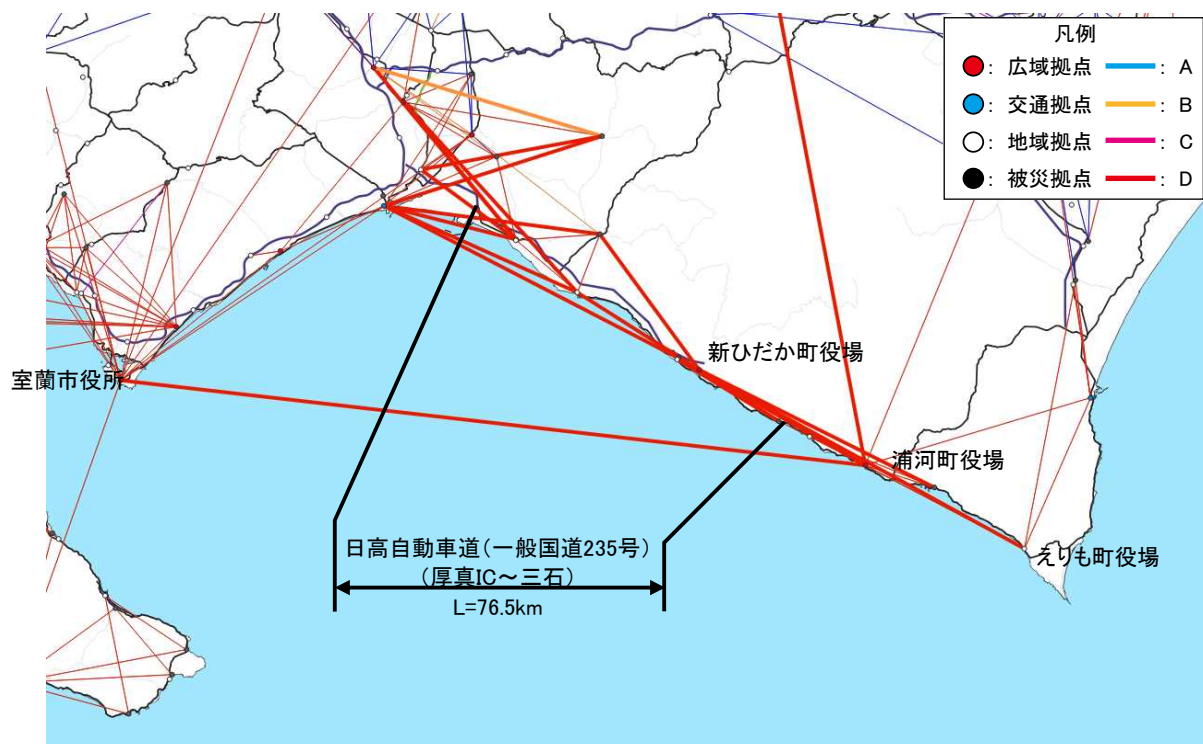 凡例
: 広域拠点 : A
: 交通拠点 : B
: 地域拠点 : C
: 被災拠点 : D
新ひだか町役場
室蘭市役所
浦河町役場
えりも町役場
日高自動車道(一般国道235号)
(厚真IC～三石)
L=76.5km